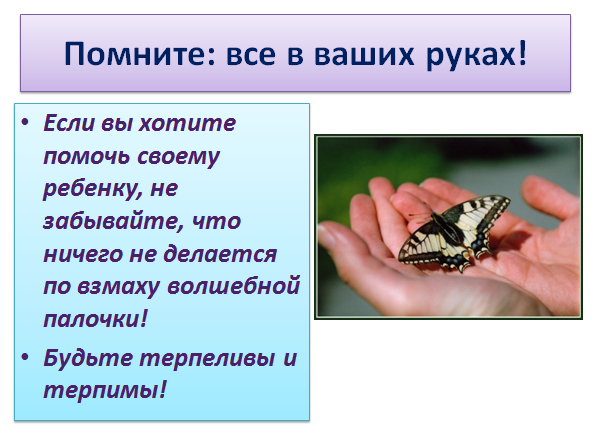 Помните: все в ваших руках!
• Если вы хотите
помочь своему
ребенку, не
забывайте, что
ничего не делается
по взмаху волшебной
палочки!
• Будьте терпеливы и
терпимы!